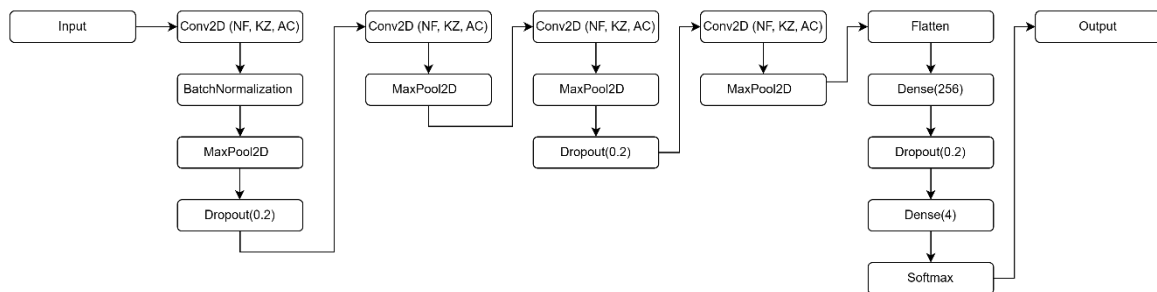 Input
Conv2D (NF, KZ, AC)
BatchNormalization
MaxPool2D
Dropout(0.2)
Conv2D (NF, KZ, AC)
MaxPool2D
Conv2D (NF, KZ, AC)
MaxPool2D
Dropout(0.2)
Conv2D (NF, KZ, AC)
MaxPool2D
Flatten
Dense(256)
Dropout(0.2)
Dense(4)
Softmax
Output